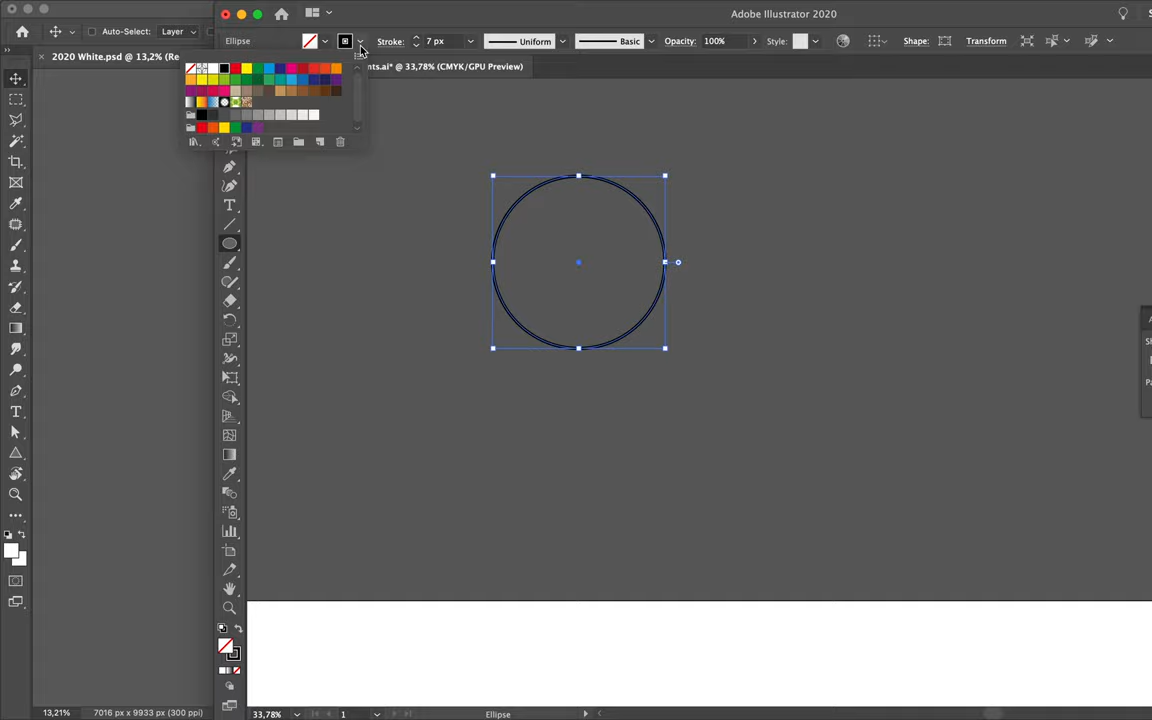 Adobe Illustrator 2020
Ellipse
Stroke:
7 px
Uniform
Basic
Opacity:
100%
Style:
Shape:
Transform
Auto-Select:
Layer
× 2020 White.psd @ 13,2% (Re
nts.ai* @ 33,78% (CMYK/GPU Preview)
13,21%
7016 px x 9933 px (300 ppi)
33,78%
1
Ellipse